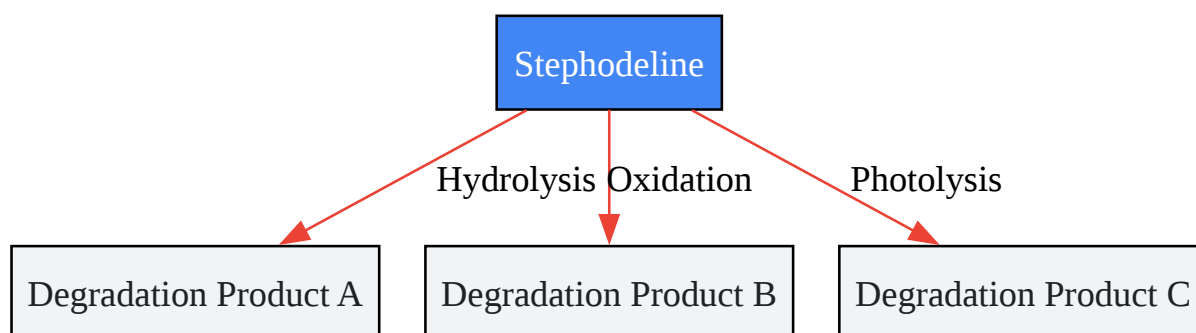 Stephodeline
Hydrolysis
Oxidation
Photolysis
Degradation Product A
Degradation Product B
Degradation Product C